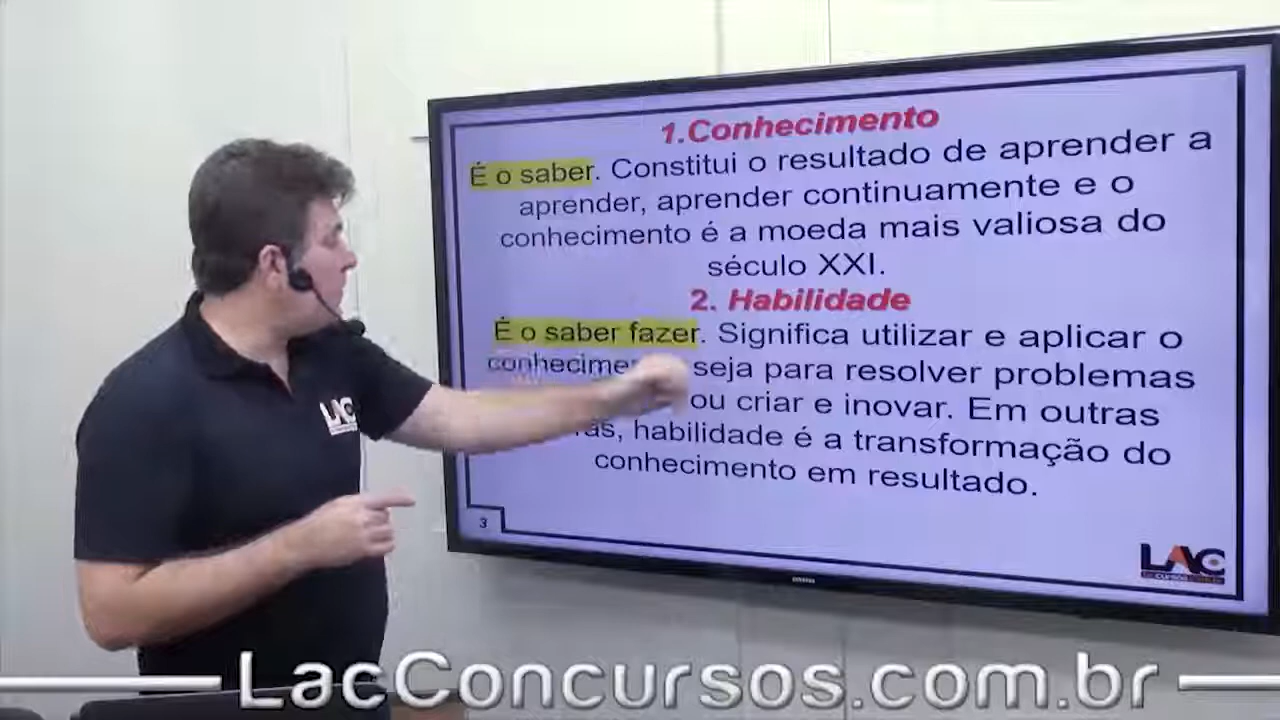 1.Conhecimento
É o saber. Constitui o resultado de aprender a
aprender, aprender continuamente e o
conhecimento é a moeda mais valiosa do
século XXI.
2. Habilidade
É o saber fazer. Significa utilizar e aplicar o
seja para resolver problemas
ou criar e inovar. Em outras
habilidade é a transformação do
conhecimento em resultado.
3
LAC
LAC
LacConcursos.com.br